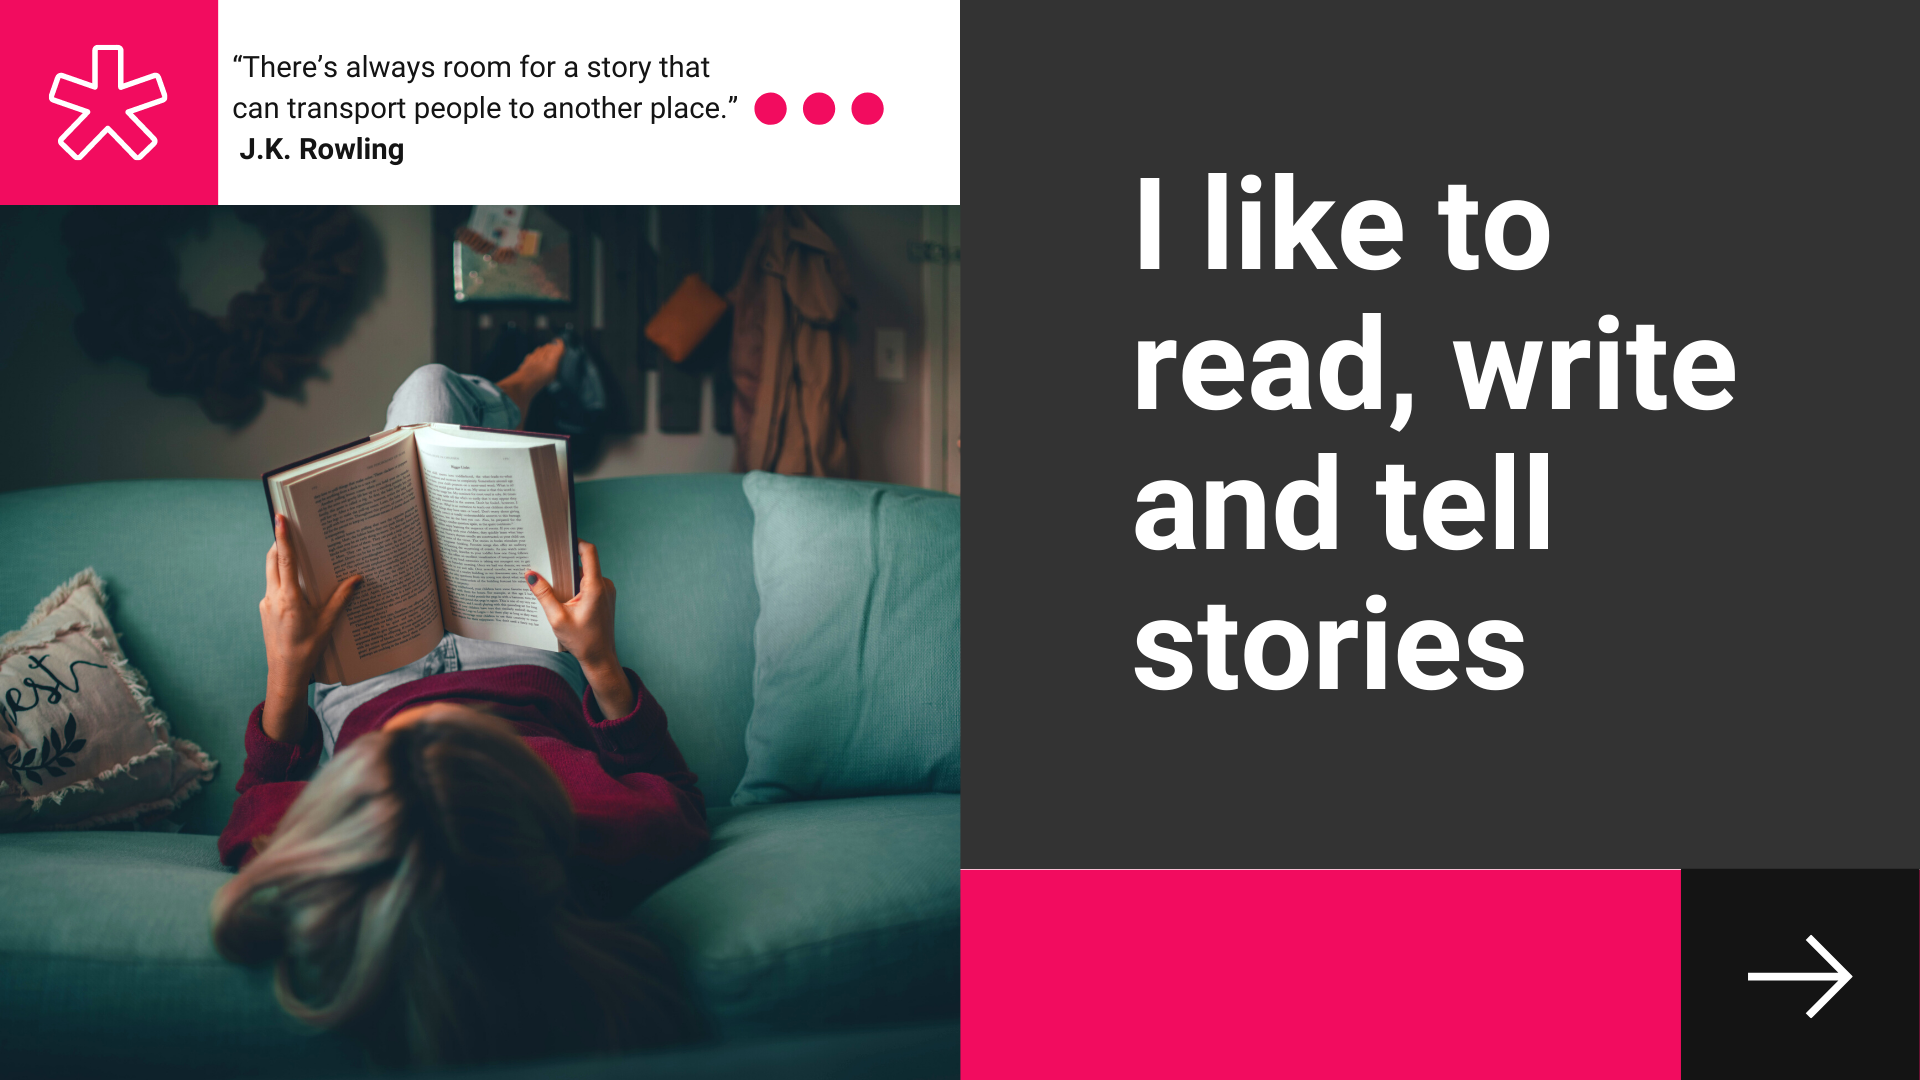 “There’s always room for a story that
can transport people to another place.”
J.K. Rowling
I like to
read, write
and tell
stories